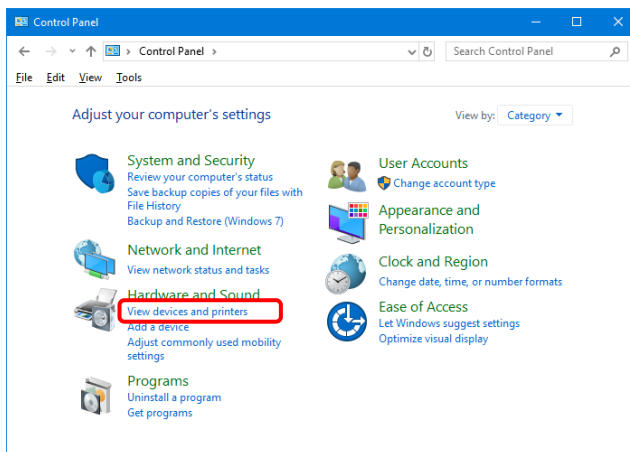 Control Panel
Control Panel
Search Control Panel
File Edit View Tools
Adjust your computer's settings
View by: Category
System and Security
Review your computer's status
Save backup copies of your files with
File History
Backup and Restore (Windows 7)
Network and Internet
View network status and tasks
Hardware and Sound
View devices and printers
Add a device
Adjust commonly used mobility
settings
Programs
Uninstall a program
Get programs
User Accounts
Change account type
Appearance and
Personalization
Clock and Region
Change date, time, or number formats
Ease of Access
Let Windows suggest settings
Optimize visual display